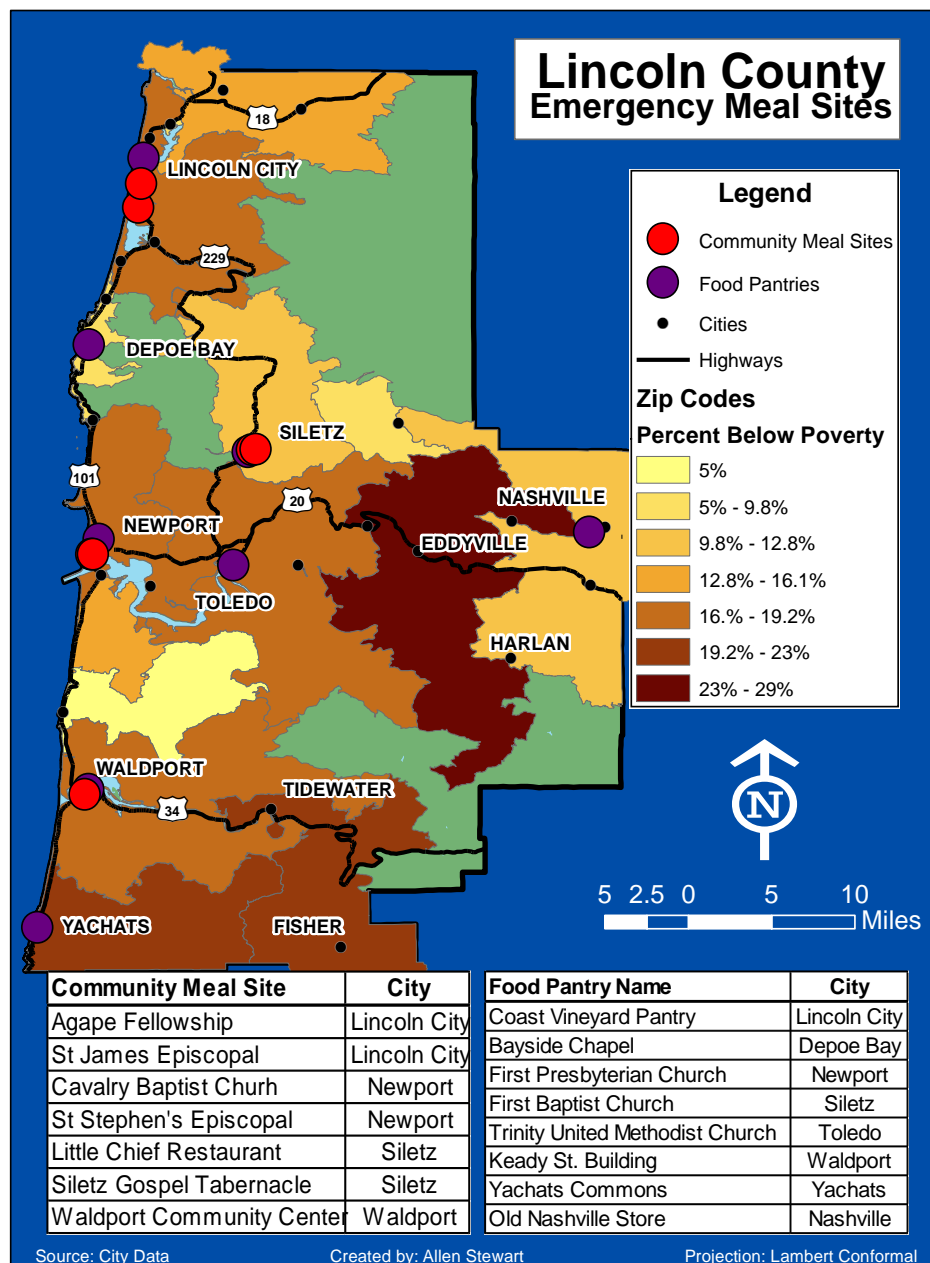 Lincoln County
Emergency Meal Sites
18
LINCOLN CITY
229
DEPOE BAY
SILETZ
101
20
NASHVILLE
NEWPORT
EDDYVILLE
TOLEDO
HARLAN
WALDPORT
TIDEWATER
34
YACHATS
FISHER
Legend
Community Meal Sites
Food Pantries
Cities
Highways
Zip Codes
Percent Below Poverty
5%
5% - 9.8%
9.8% - 12.8%
12.8% - 16.1%
16.% - 19.2%
19.2% - 23%
23% - 29%
N
5 2.5 0 5 10
Miles
Community Meal Site City
Agape Fellowship Lincoln City
St James Episcopal Lincoln City
Cavalry Baptist Churh Newport
St Stephen's Episcopal Newport
Little Chief Restaurant Siletz
Siletz Gospel Tabernacle Siletz
Waldport Community Center Waldport
Food Pantry Name City
Coast Vineyard Pantry Lincoln City
Bayside Chapel Depoe Bay
First Presbyterian Church Newport
First Baptist Church Siletz
Trinity United Methodist Church Toledo
Keady St. Building Waldport
Yachats Commons Yachats
Old Nashville Store Nashville
Source: City Data Created by: Allen Stewart Projection: Lambert Conformal